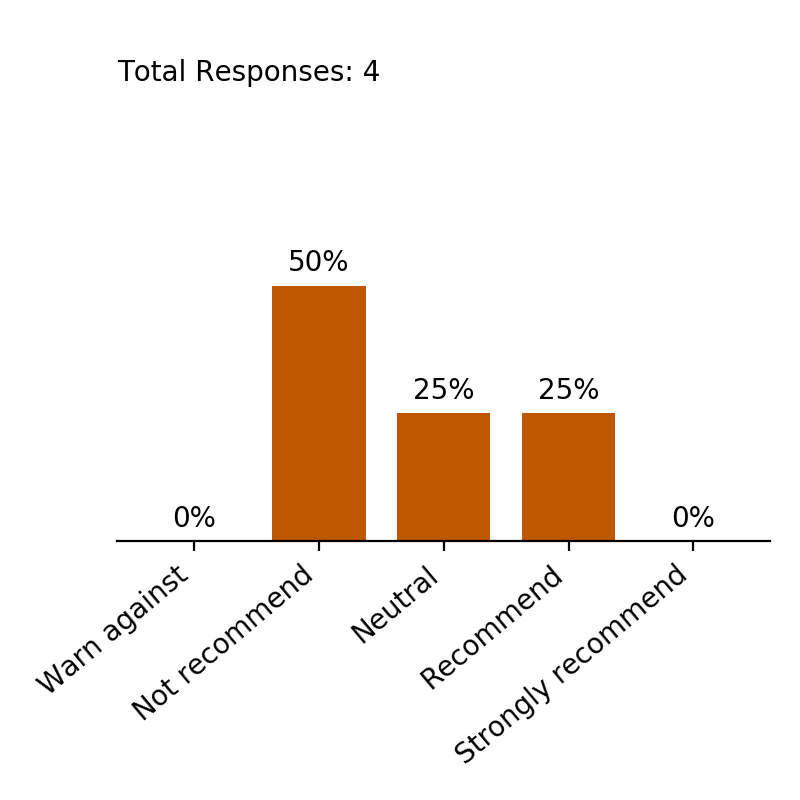 Total Responses: 4
50%
25%
25%
0%
0%
Warn against
Not recommend
Neutral
Recommend
Strongly recommend